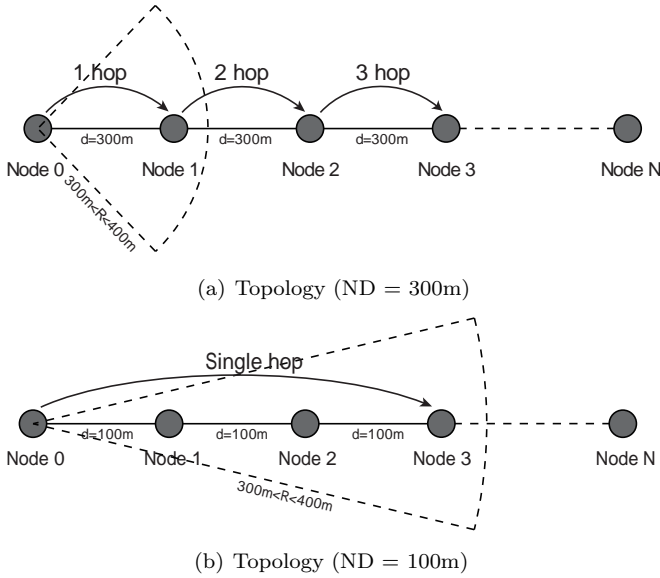 1 hop 2 hop 3 hop
d=300m d=300m d=300m
Node 0 Node 1 Node 2 Node 3 Node N
300m<R<400m
(a) Topology (ND = 300m)
Single hop
d=100m d=100m d=100m
Node 0 Node 1 Node 2 Node 3 Node N
300m<R<400m
(b) Topology (ND = 100m)